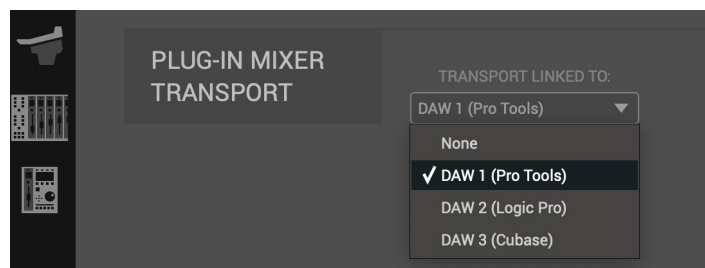 PLUG-IN MIXER
TRANSPORT
TRANSPORT LINKED TO:
DAW 1 (Pro Tools)
None
DAW 1 (Pro Tools)
DAW 2 (Logic Pro)
DAW 3 (Cubase)